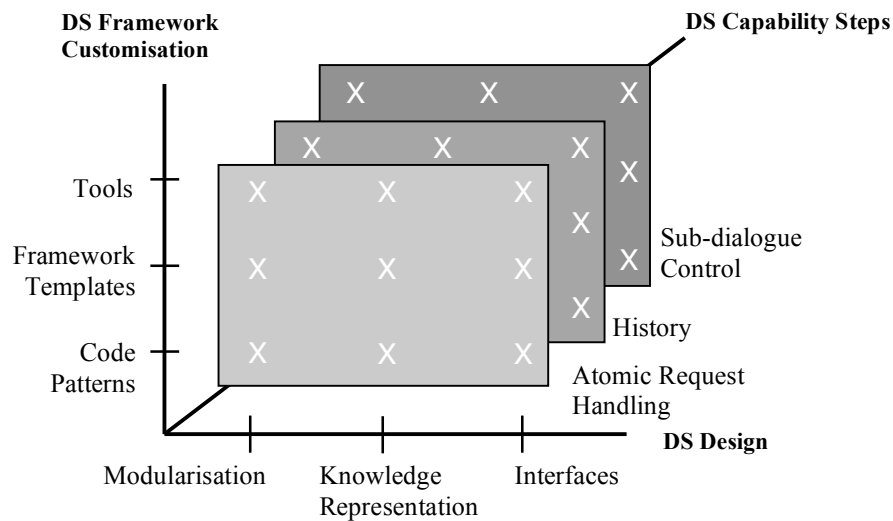 DS Framework
Customisation
DS Capability Steps
X X X
X X X
X X X
Tools
X
X
Framework
Templates
X X X
X
Sub-dialogue
Control
X
History
Code
Patterns
X X X
Atomic Request
Handling
DS Design
Modularisation
Knowledge
Representation
Interfaces